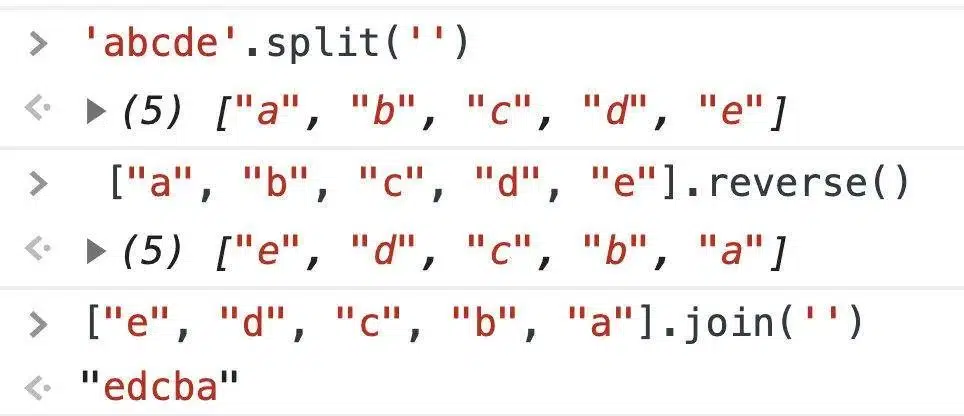 > 'abcde'.split('')
<· ▶ (5) ["a", "b", "c", "d", "e"]
> ["a", "b", "c", "d", "e"].reverse()
<· ▶ (5) ["e", "d", "c", "b", "a"]
> ["e", "d", "c", "b", "a"].join('')
<· "edcba"